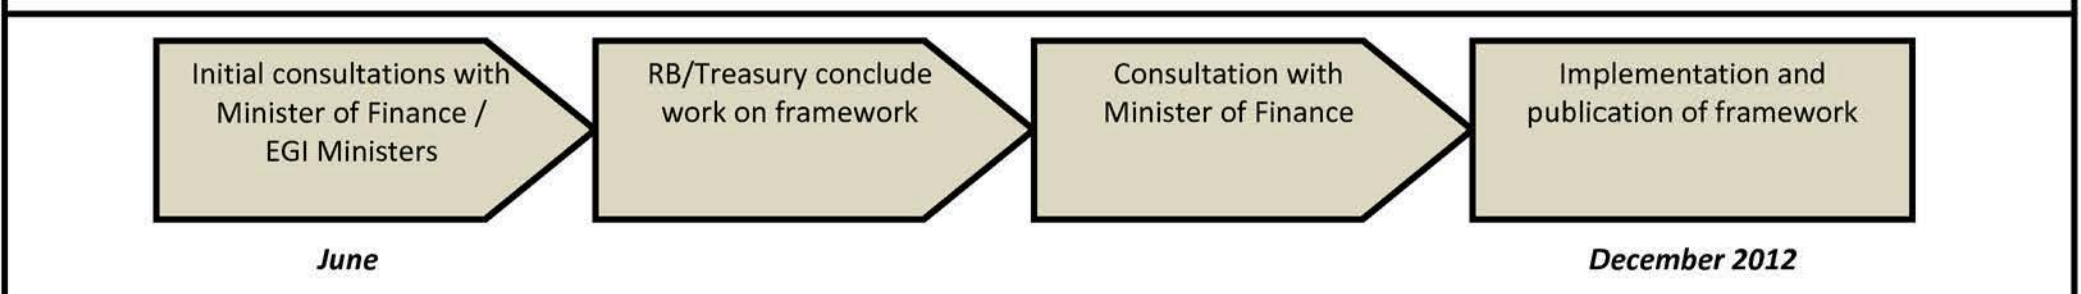 Initial consultations with
Minister of Finance /
EGI Ministers
RB/Treasury conclude
work on framework
Consultation with
Minister of Finance
Implementation and
publication of framework
June
December 2012